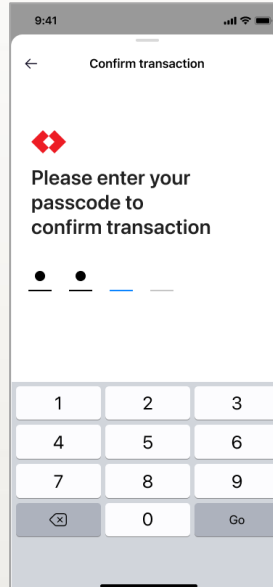 9:41
Confirm transaction
Please enter your
passcode to
confirm transaction
1 2 3
4 5 6
7 8 9
0 Go